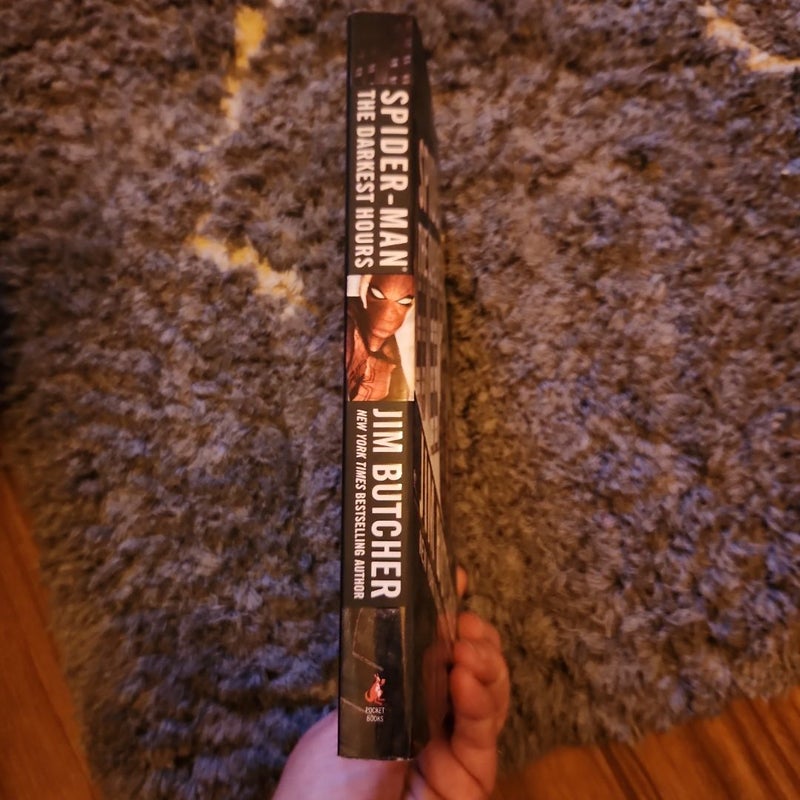 SPIDER-MAN®
THE DARKEST HOURS
JIM BUTCHER
NEW YORK TIMES BESTSELLING AUTHOR
POCKET
BOOKS